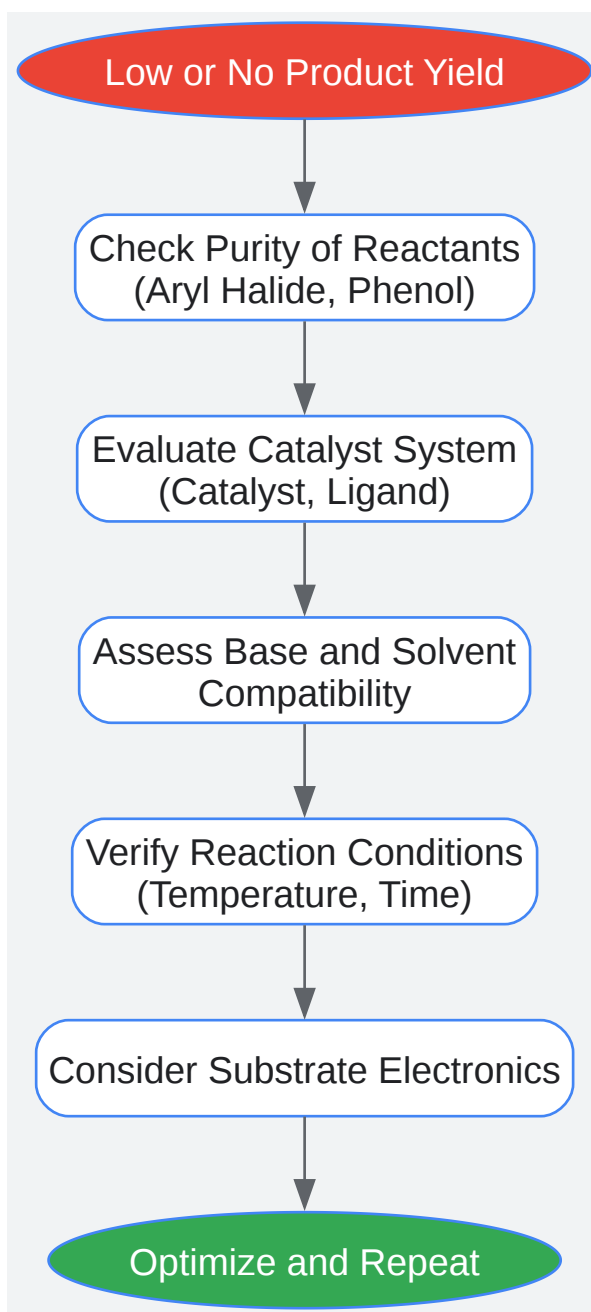 Low or No Product Yield
Check Purity of Reactants
(Aryl Halide, Phenol)
Evaluate Catalyst System
(Catalyst, Ligand)
Assess Base and Solvent
Compatibility
Verify Reaction Conditions
(Temperature, Time)
Consider Substrate Electronics
Optimize and Repeat